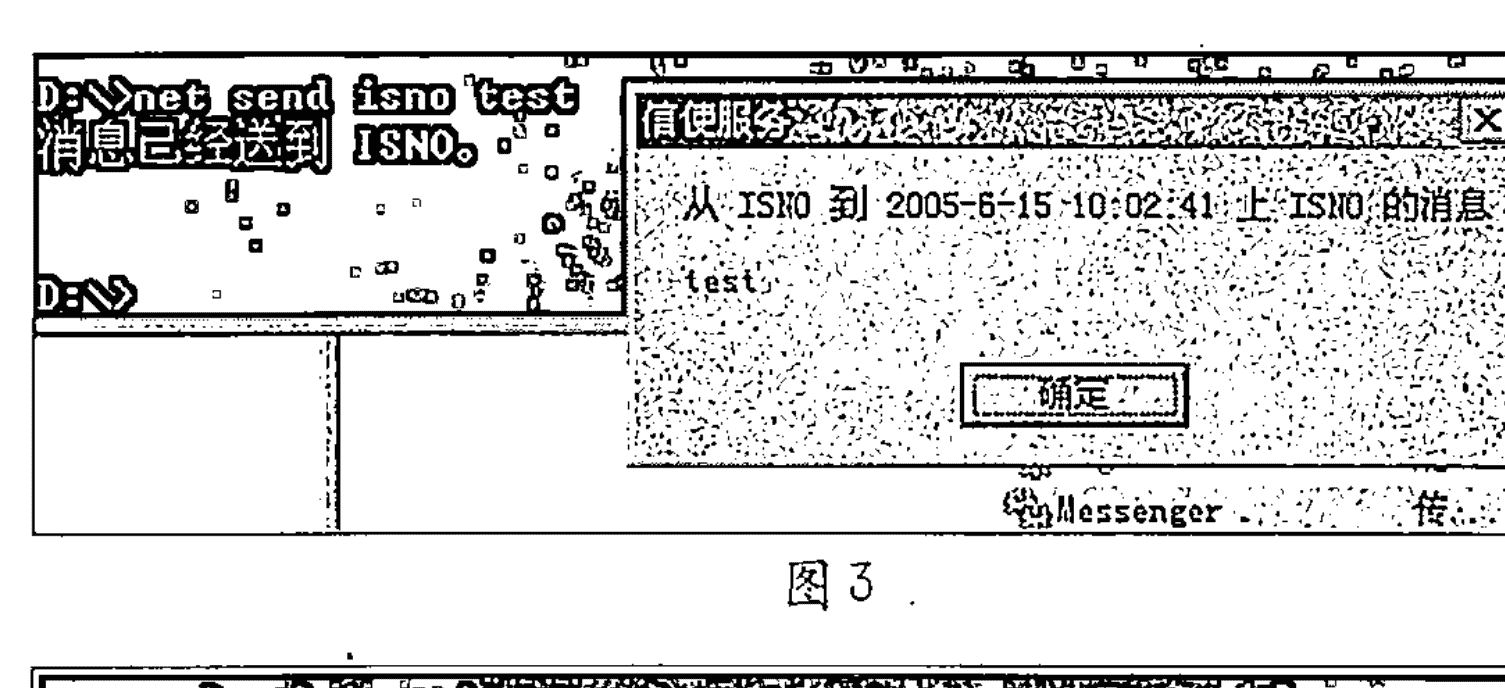 D:\>net send isno test
消息已经送到 ISNO。
D:\>
信使服务
从 ISNO 到 2005-6-15 10:02:41 上 ISNO 的消息
test
确定
Messenger 传...
图 3